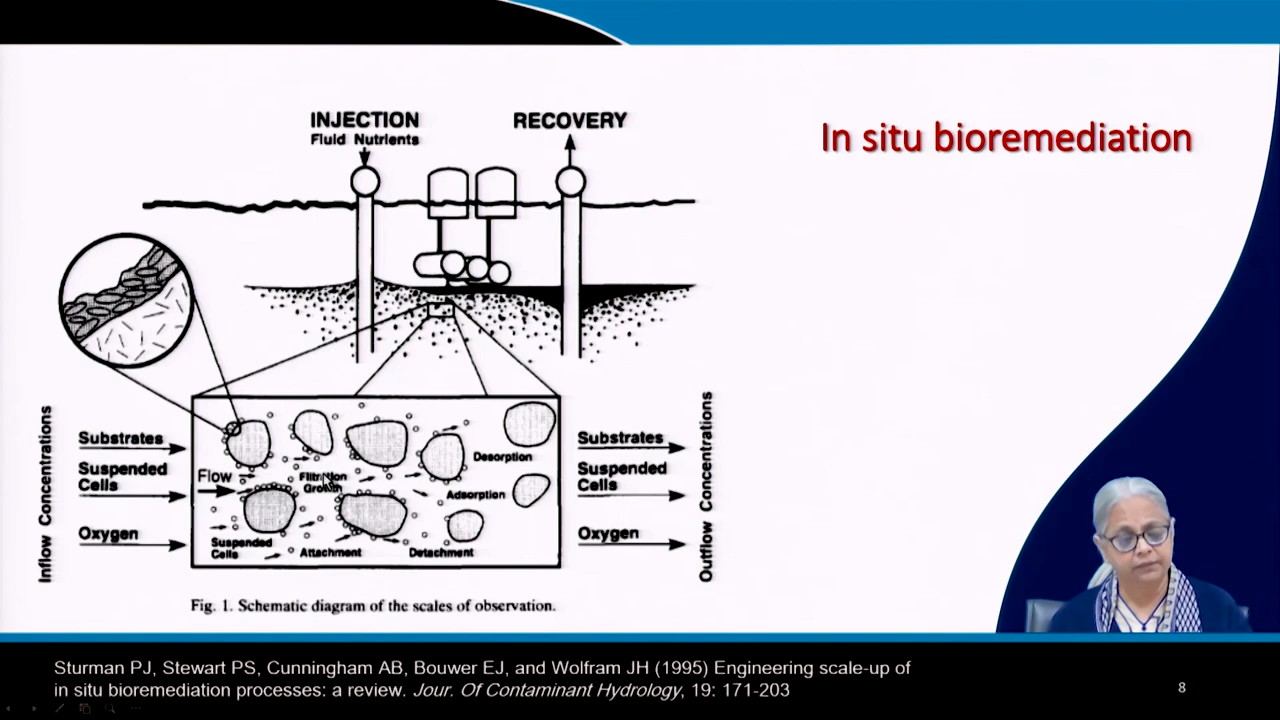 In situ bioremediation
INJECTION
Fluid Nutrients
RECOVERY
Inflow Concentrations
Substrates
Suspended
Cells
Oxygen
Flow
Filtration
Growth
Desorption
Adsorption
Suspended
Cells
Attachment
Detachment
Substrates
Suspended
Cells
Oxygen
Outflow Concentrations
Fig. 1. Schematic diagram of the scales of observation.
Sturman PJ, Stewart PS, Cunningham AB, Bouwer EJ, and Wolfram JH (1995) Engineering scale-up of
in situ bioremediation processes: a review. Jour. Of Contaminant Hydrology, 19: 171-203
8